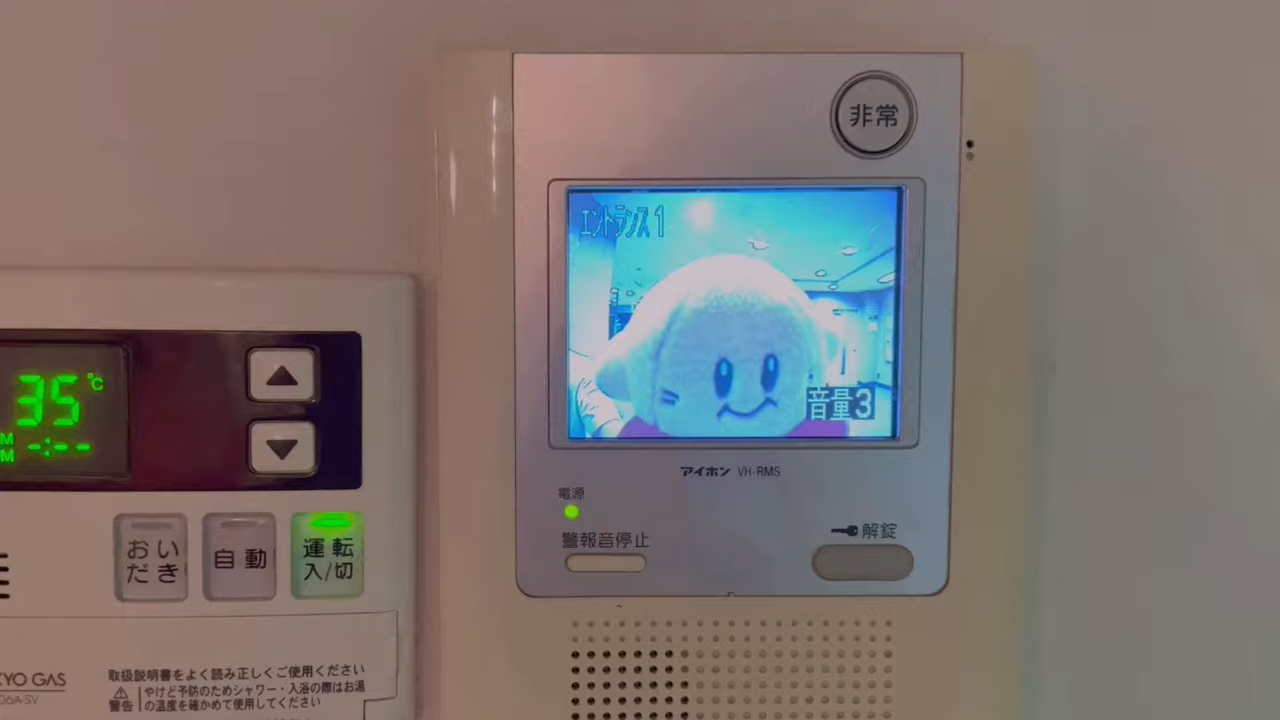 非常
エントランス1
音量3
アイホン VH-RMS
電源
警報音停止
解錠
35℃
おい
だき
自動
運転
入/切
YO GAS
06A-SV
取扱説明書をよく読み正しくご使用ください
警告
やけど予防のためシャワー・入浴の際はお湯
の温度を確かめて使用してください